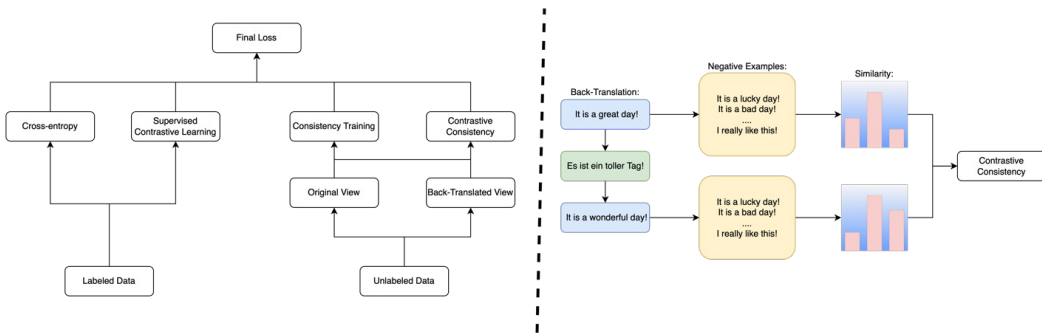 Final Loss
Cross-entropy
Supervised
Contrastive Learning
Consistency Training
Contrastive
Consistency
Original View
Back-Translated View
Labeled Data
Unlabeled Data
Back-Translation:
It is a great day!
Es ist ein toller Tag!
It is a wonderful day!
Negative Examples:
It is a lucky day!
It is a bad day!
....
I really like this!
It is a lucky day!
It is a bad day!
....
I really like this!
Similarity:
Contrastive
Consistency